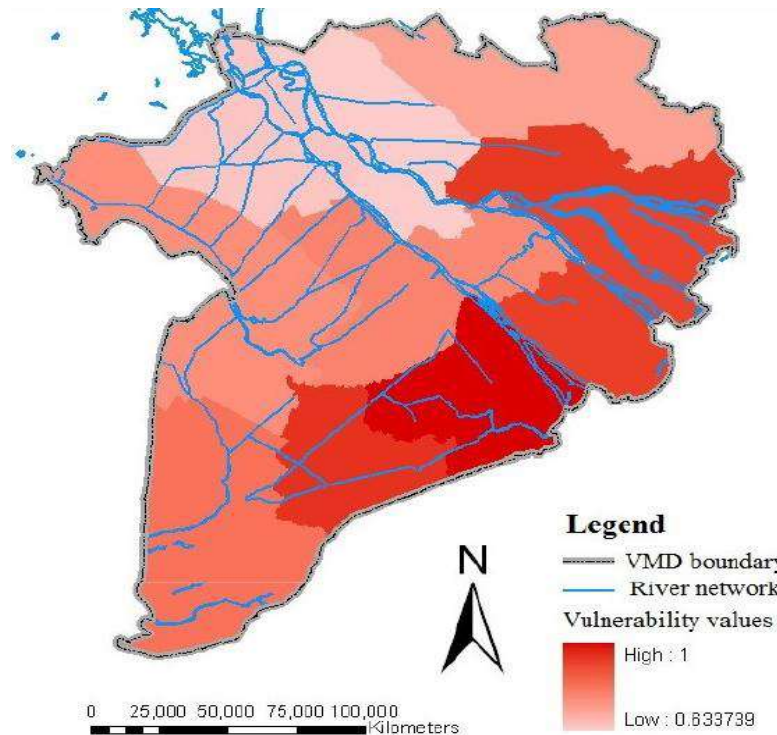 Legend
N
VMD boundary
River network
Vulnerability values
High : 1
Low : 0.633739
0 25,000 50,000 75,000 100,000
Kilometers